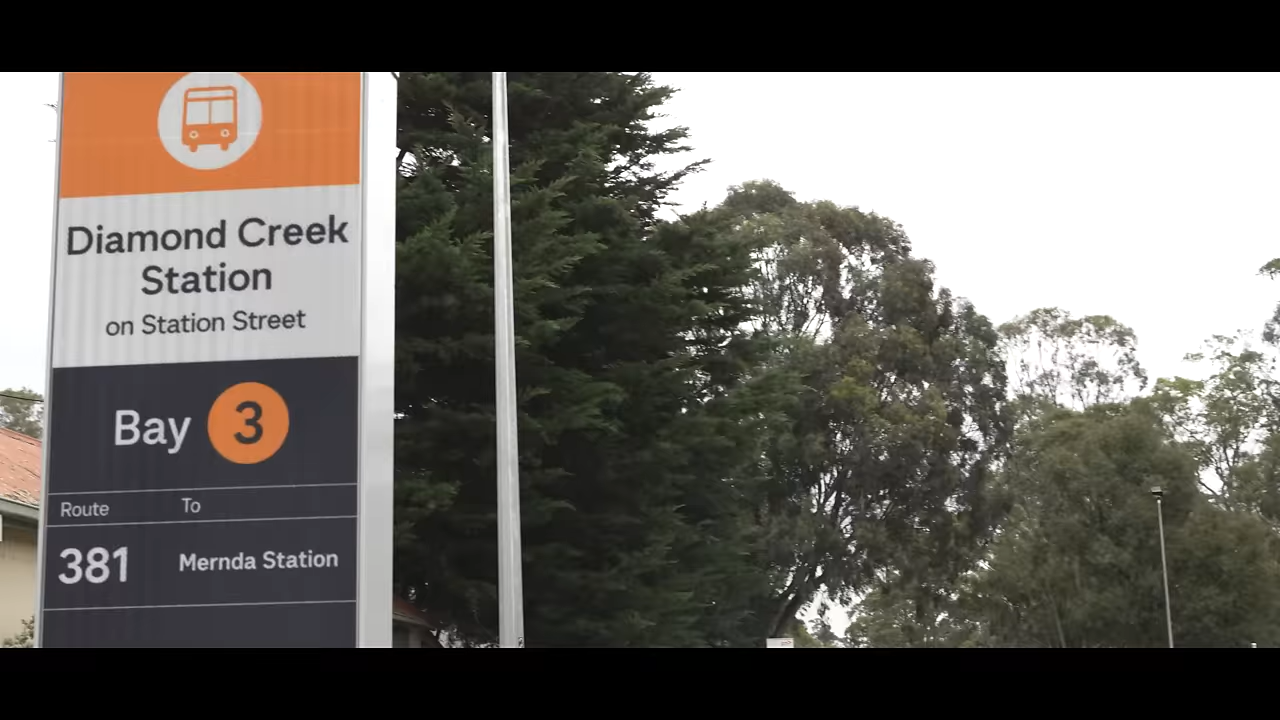 Diamond Creek
Station
on Station Street
Bay 3
Route To
381 Mernda Station